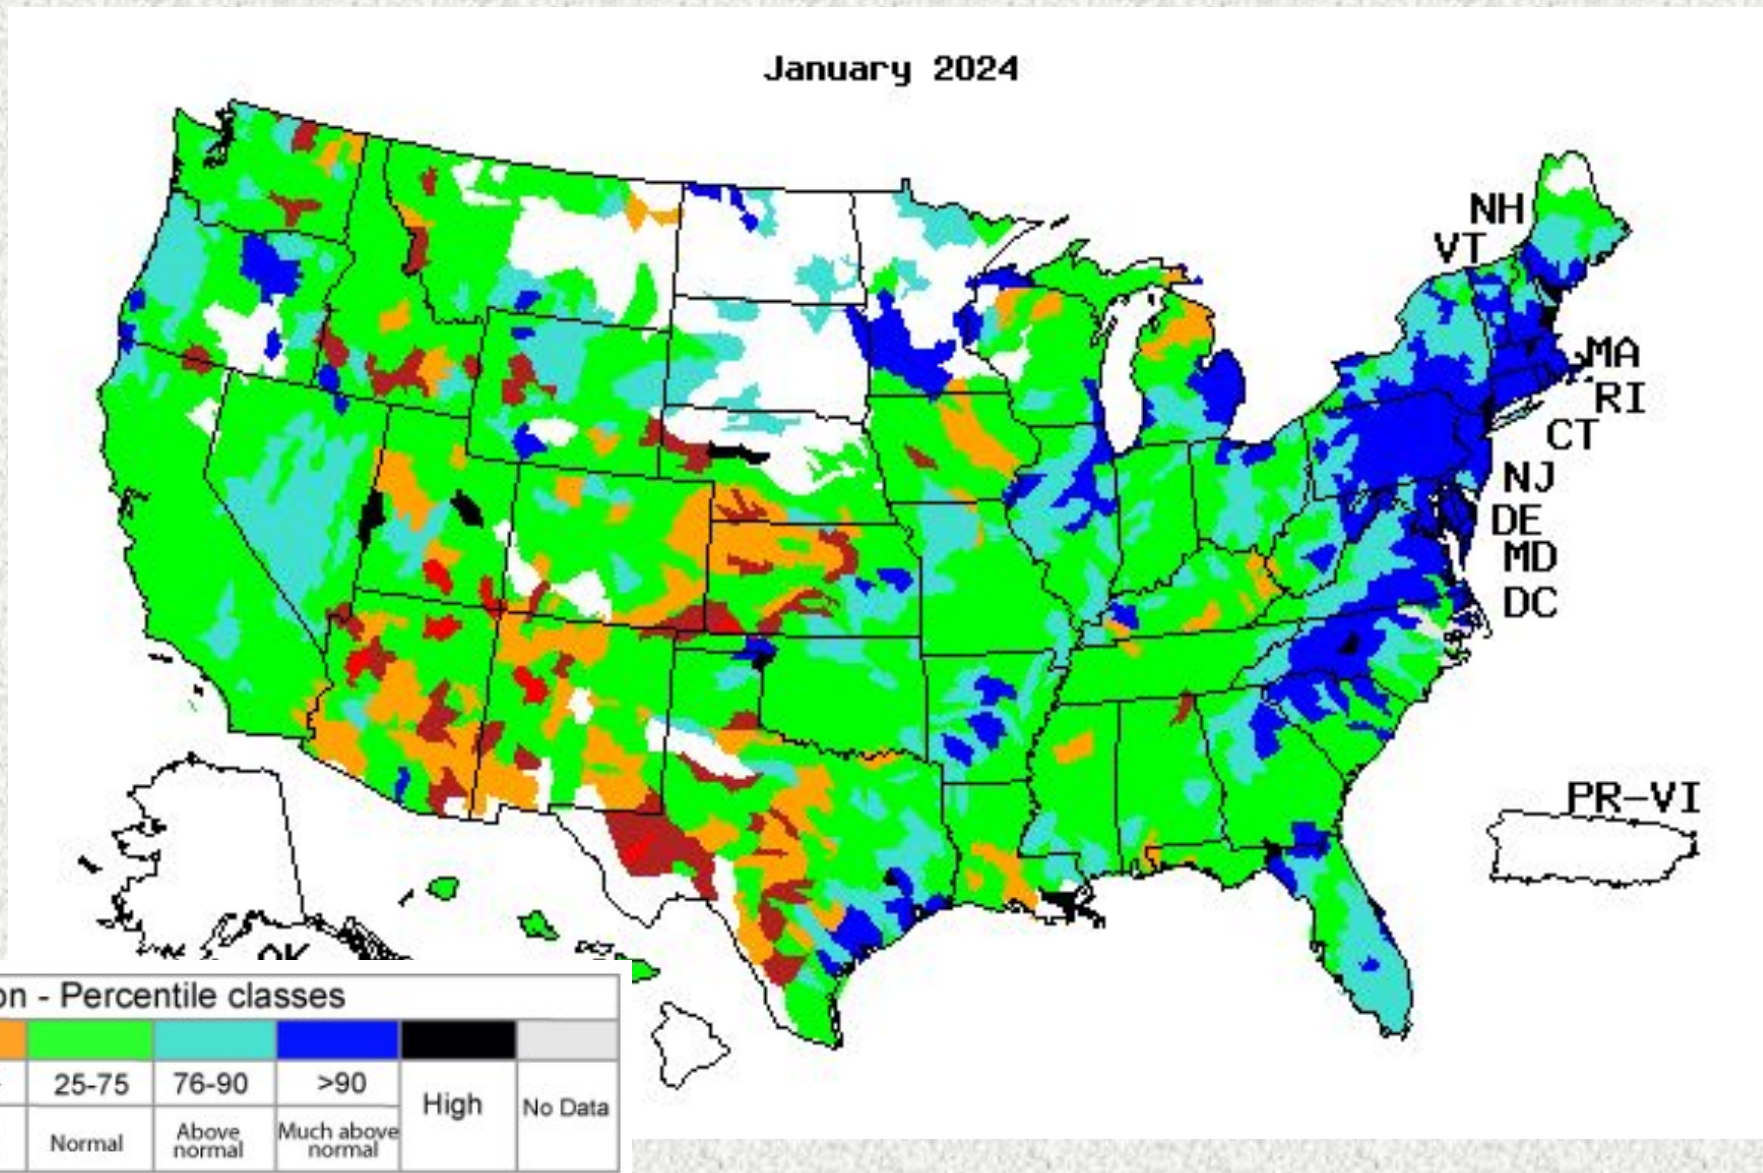 January 2024
NH
VT
MA
RI
CT
NJ
DE
MD
DC
PR-VI
on - Percentile classes
25-75
76-90
>90
High
No Data
Normal
Above
normal
Much above
normal